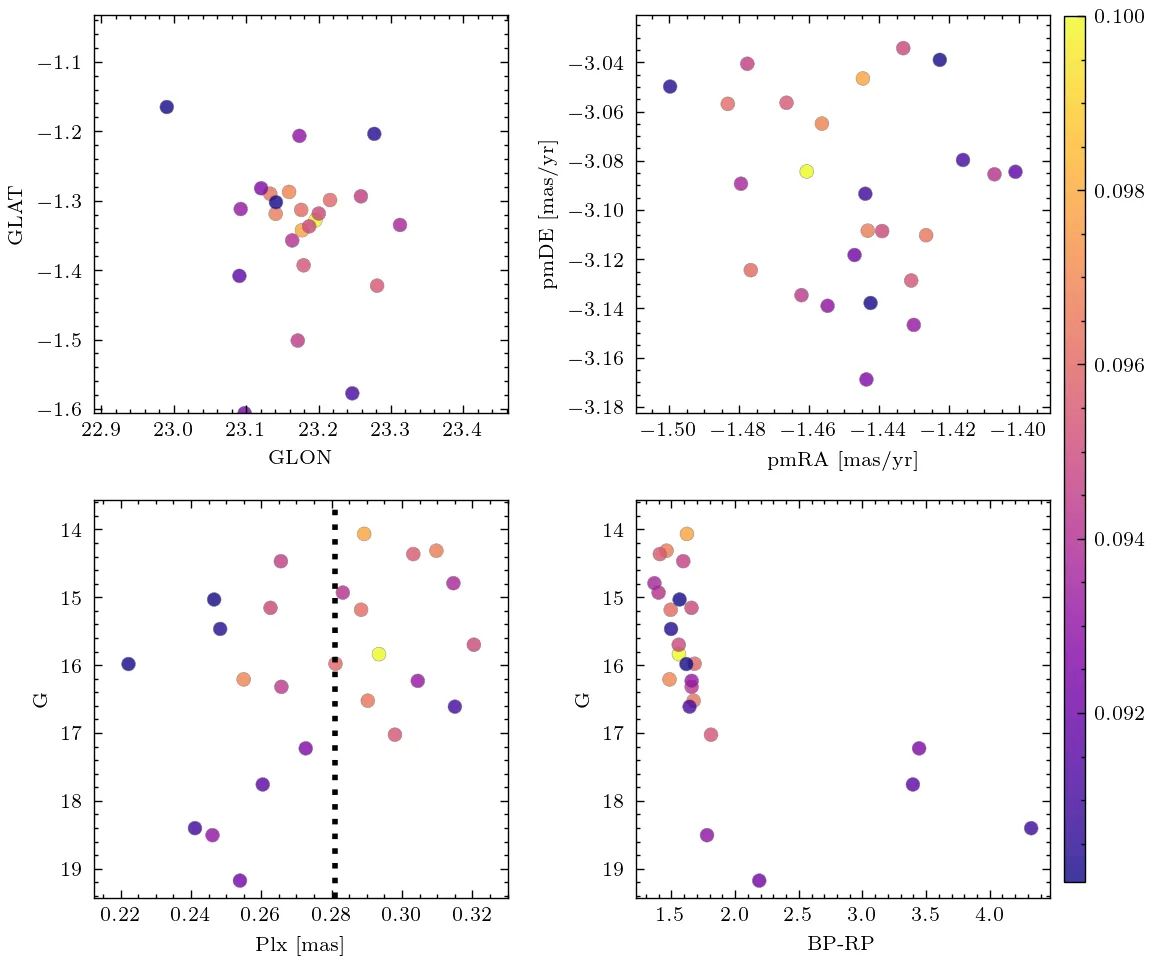 −1.1
−1.2
−1.3
−1.4
−1.5
−1.6
GLAT
22.9 23.0 23.1 23.2 23.3 23.4
GLON
−3.04
−3.06
−3.08
−3.10
−3.12
−3.14
−3.16
−3.18
pmDE [mas/yr]
−1.50 −1.48 −1.46 −1.44 −1.42 −1.40
pmRA [mas/yr]
0.100
0.098
0.096
0.094
0.092
14
15
16
17
18
19
G
0.22 0.24 0.26 0.28 0.30 0.32
Plx [mas]
14
15
16
17
18
19
G
1.5 2.0 2.5 3.0 3.5 4.0
BP-RP